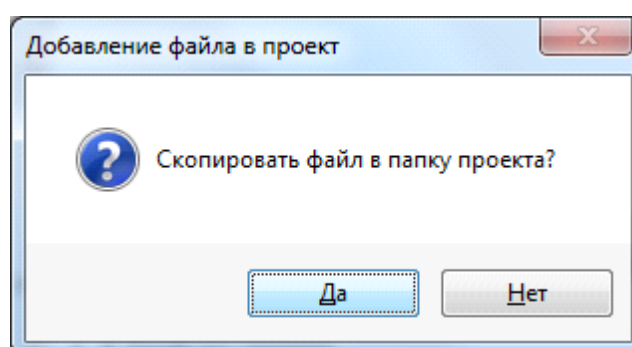 Добавление файла в проект
Скопировать файл в папку проекта?
Да
Нет